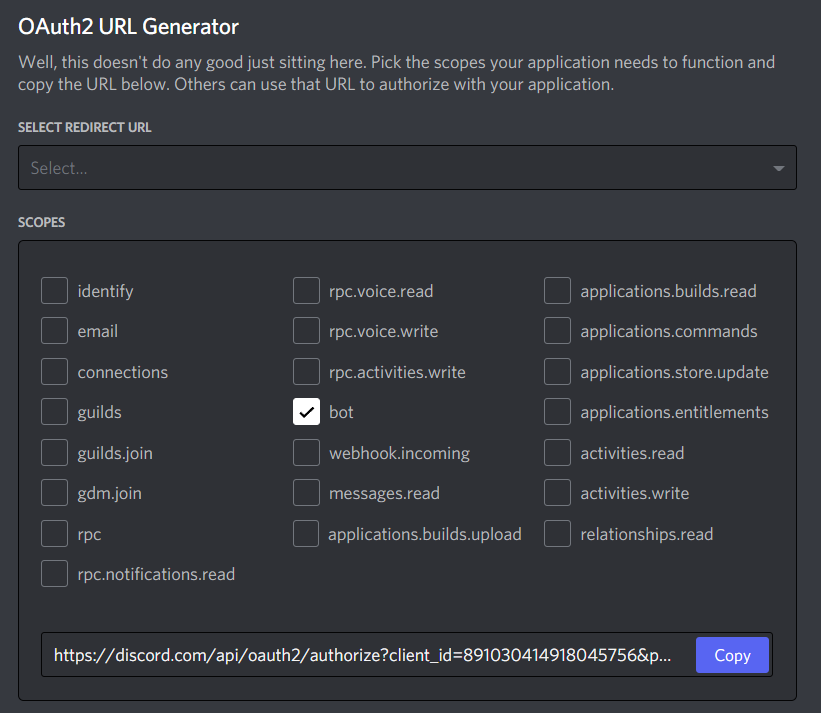 OAuth2 URL Generator
Well, this doesn't do any good just sitting here. Pick the scopes your application needs to function and
copy the URL below. Others can use that URL to authorize with your application.
SELECT REDIRECT URL
Select...
SCOPES
identify
email
connections
guilds
guilds.join
gdm.join
rpc
rpc.notifications.read
rpc.voice.read
rpc.voice.write
rpc.activities.write
bot
webhook.incoming
messages.read
applications.builds.upload
applications.builds.read
applications.commands
applications.store.update
applications.entitlements
activities.read
activities.write
relationships.read
https://discord.com/api/oauth2/authorize?client_id=891030414918045756&p...
Copy